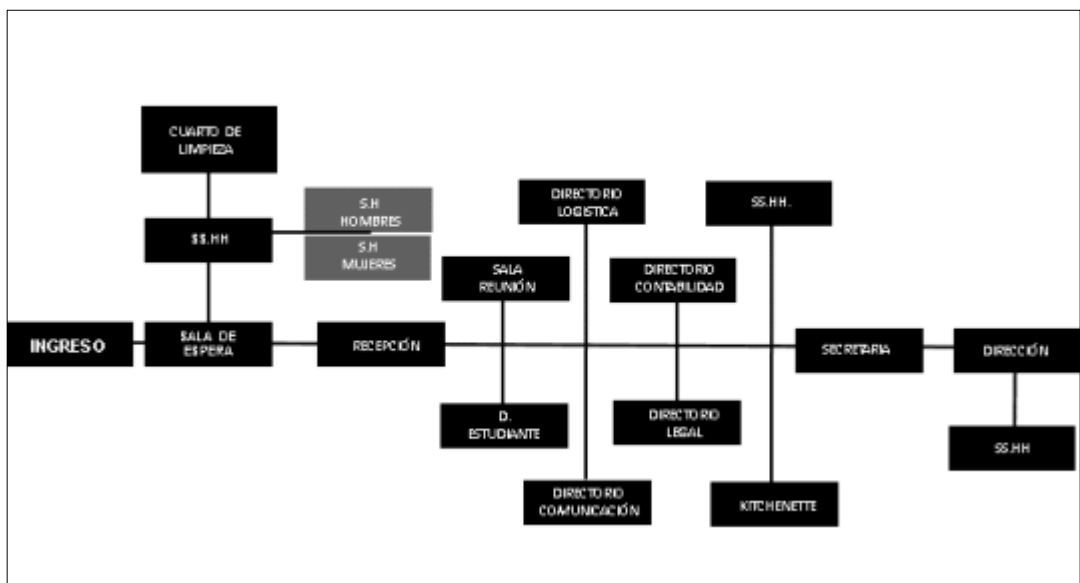 CUARTO DE
LIMPIEZA
S.H
HOMBRES
SS.HH
S.H
MUJERES
DIRECTORIO
LOGISTICA
SS.HH.
SALA
REUNIÓN
DIRECTORIO
CONTABILIDAD
INGRESO
SALA DE
ESPERA
RECEPCIÓN
SECRETARIA
DIRECCIÓN
D.
ESTUDIANTE
DIRECTORIO
LEGAL
SS.HH
DIRECTORIO
COMUNICACIÓN
KITCHENETTE